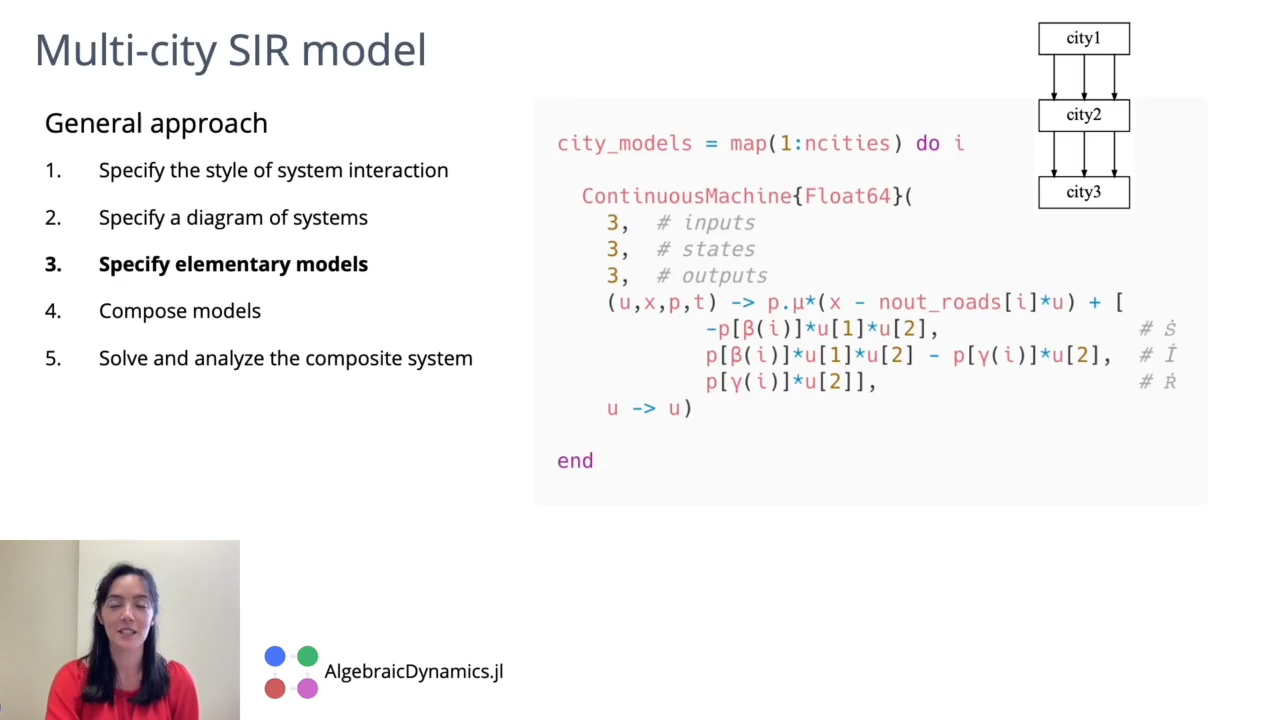 Multi-city SIR model
General approach
1. Specify the style of system interaction
2. Specify a diagram of systems
3. Specify elementary models
4. Compose models
5. Solve and analyze the composite system
city1
city2
city3
city_models = map(1:ncities) do i
ContinuousMachine{Float64}(
3, # inputs
3, # states
3, # outputs
(u,x,p,t) -> p.μ*(x - nout_roads[i]*u) + [
-p[β(i)]*u[1]*u[2], # Ṡ
p[β(i)]*u[1]*u[2] - p[γ(i)]*u[2], # İ
p[γ(i)]*u[2]], # Ṙ
u -> u)
end
AlgebraicDynamics.jl